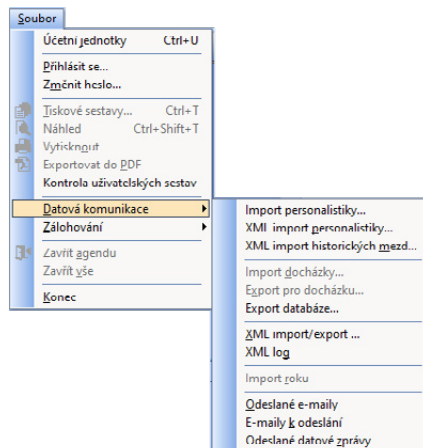 Soubor
Účetní jednotky Ctrl+U
Přihlásit se...
Změnit heslo...
Tiskové sestavy... Ctrl+T
Náhled Ctrl+Shift+T
Vytisknout
Exportovat do PDF
Kontrola uživatelských sestav
Datová komunikace
Zálohování
Zavřít agendu
Zavřít vše
Konec
Import personalistiky...
XML import personalistiky...
XML import historických mezd...
Import docházky...
Export pro docházku...
Export databáze...
XML import/export ...
XML log
Import roku
Odeslané e-maily
E-maily k odeslání
Odeslané datové zprávy